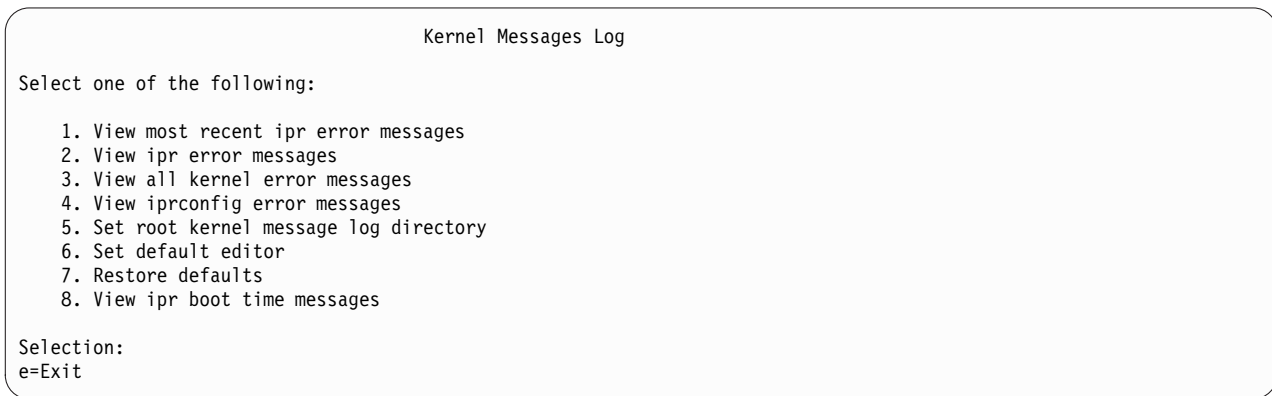 Kernel Messages Log
Select one of the following:
1. View most recent ipr error messages
2. View ipr error messages
3. View all kernel error messages
4. View iprconfig error messages
5. Set root kernel message log directory
6. Set default editor
7. Restore defaults
8. View ipr boot time messages
Selection:
e=Exit